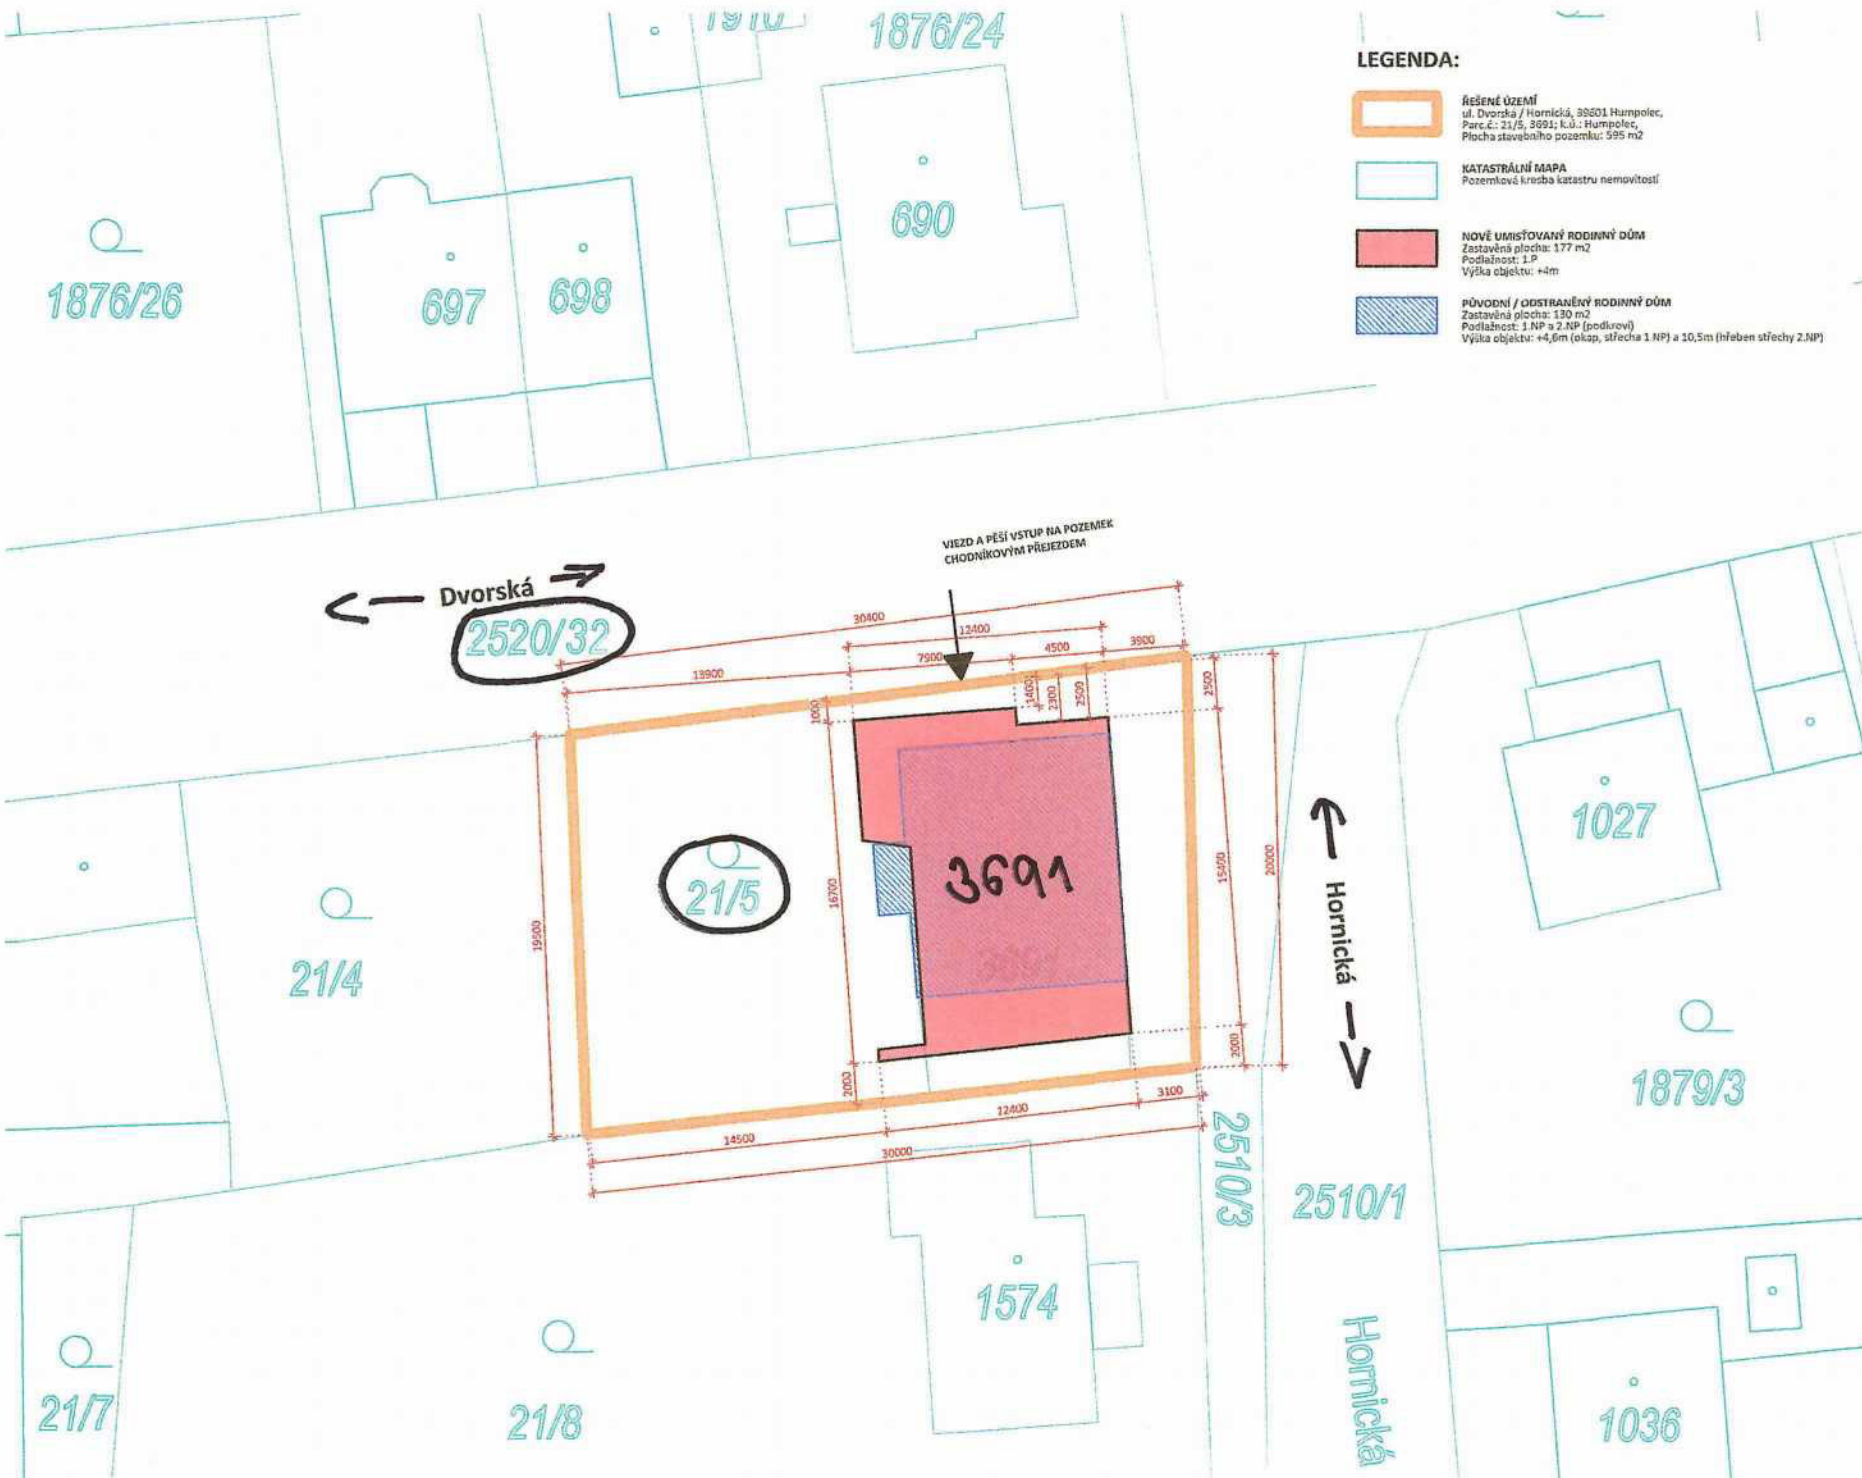 1910
1876/24
LEGENDA:
ŘEŠENÉ ÚZEMÍ
ul. Dvorská / Hornická, 39601 Humpolec,
Parc.č.: 21/5, 3691; k.ú.: Humpolec,
Plocha stavebního pozemku: 595 m2
KATASTRÁLNÍ MAPA
Pozemková kresba katastru nemovitostí
NOVĚ UMISŤOVANÝ RODINNÝ DŮM
Zastavěná plocha: 177 m2
Podlažnost: 1.P
Výška objektu: +4m
PŮVODNÍ / ODSTRANĚNÝ RODINNÝ DŮM
Zastavěná plocha: 130 m2
Podlažnost: 1.NP a 2.NP (podkroví)
Výška objektu: +4,6m (okap, střecha 1.NP) a 10,5m (hřeben střechy 2.NP)
690
1876/26
697
698
VJEZD A PĚŠÍ VSTUP NA POZEMEK
CHODNÍKOVÝM PŘEJEZDEM
Dvorská
2520/32
30400
12400
13900
7900
4500
3900
1000
1400
2300
2500
2500
19500
16700
15400
20000
21/5
3691
3691
21/4
Hornická
1027
1879/3
2000
2000
14500
12400
3100
30000
2510/3
2510/1
1574
Hornická
21/7
21/8
1036